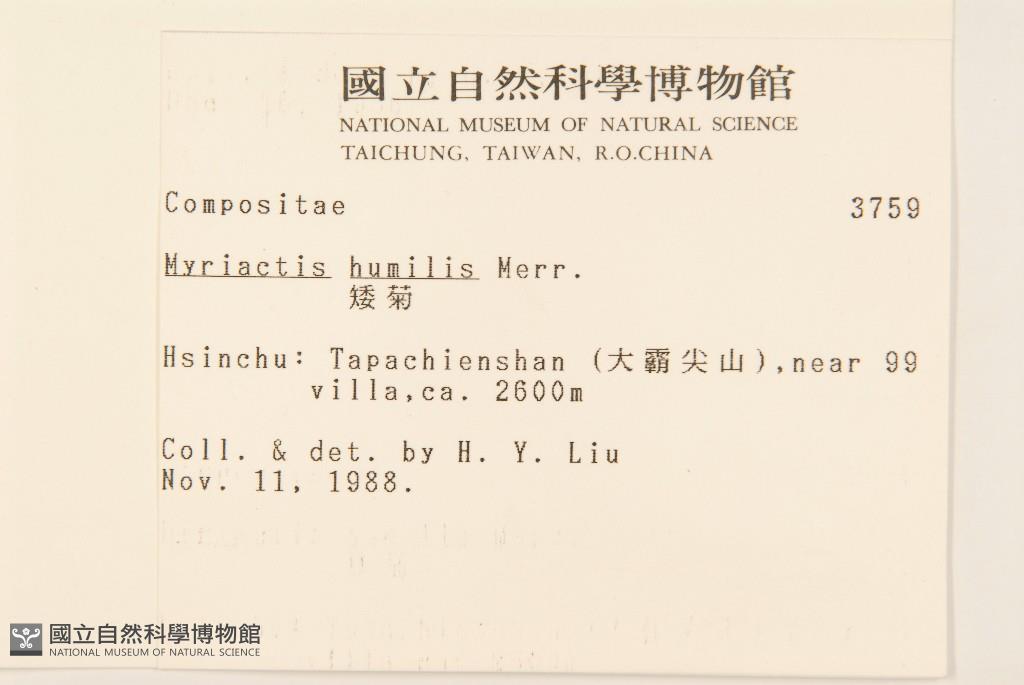 國立自然科學博物館
NATIONAL MUSEUM OF NATURAL SCIENCE
TAICHUNG, TAIWAN, R.O.CHINA
Compositae 3759
Myriactis humilis Merr.
矮菊
Hsinchu: Tapachienshan (大霸尖山),near 99
villa,ca. 2600m
Coll. & det. by H. Y. Liu
Nov. 11, 1988.
國立自然科學博物館
NATIONAL MUSEUM OF NATURAL SCIENCE